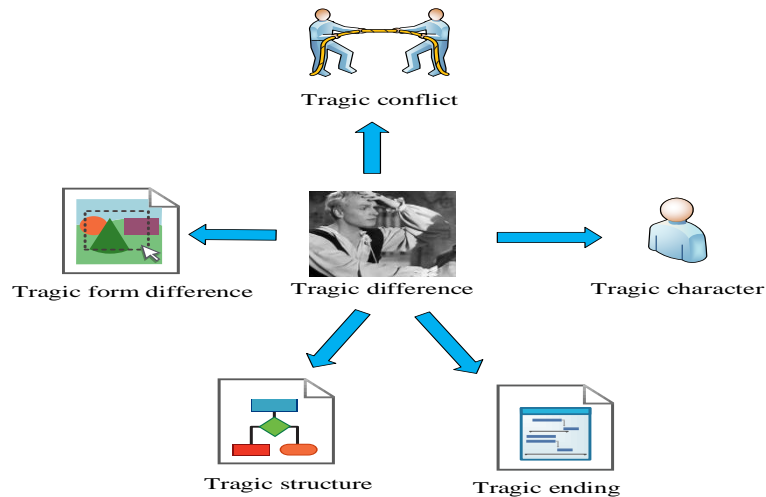 Tragic conflict
Tragic form difference
Tragic difference
Tragic character
Tragic structure
Tragic ending